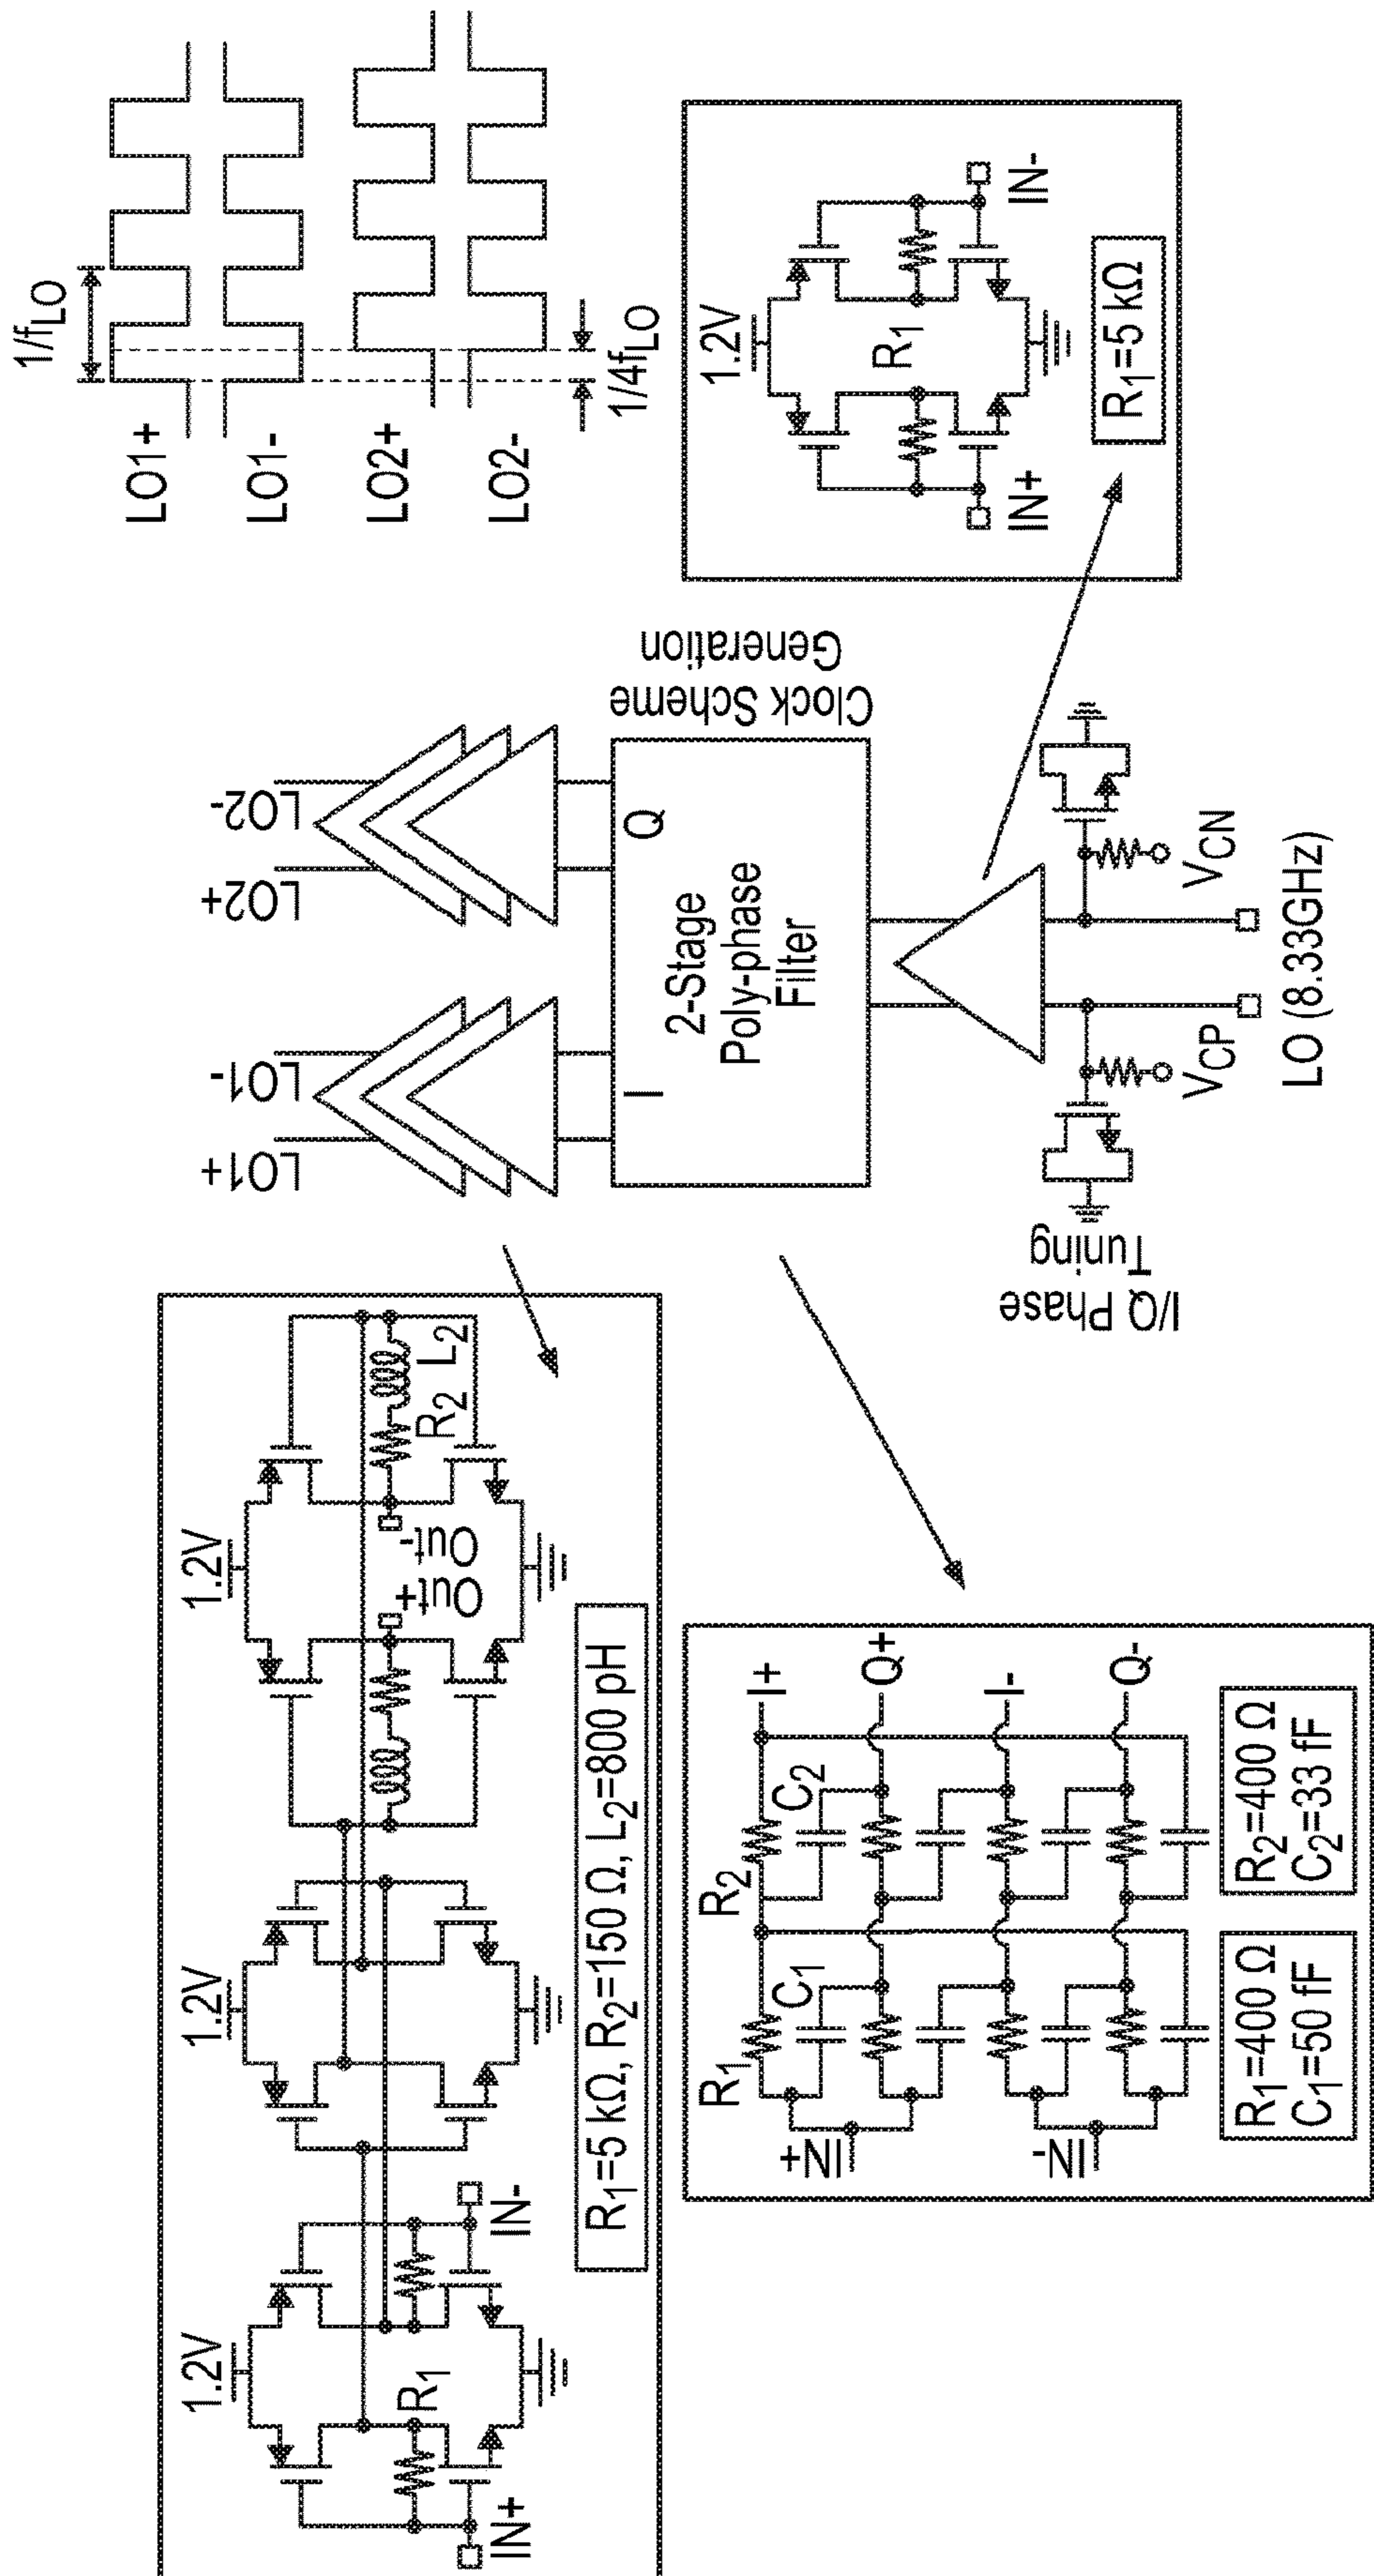 LO1+
LO1-
LO2+
LO2-
1/fLO
1/4fLO
1.2V
R1
IN+
IN-
R1=5 kΩ
LO1+
LO1-
LO2+
LO2-
Clock Scheme
Generation
I
Q
2-Stage
Poly-phase
Filter
I/Q Phase
Tuning
VCP
VCN
LO (8.33GHz)
1.2V
1.2V
1.2V
R1
IN+
IN-
Out+
Out-
R2
L2
R1=5 kΩ, R2=150 Ω, L2=800 pH
R1
R2
C1
C2
IN+
IN-
I+
Q+
I-
Q-
R1=400 Ω
C1=50 fF
R2=400 Ω
C2=33 fF